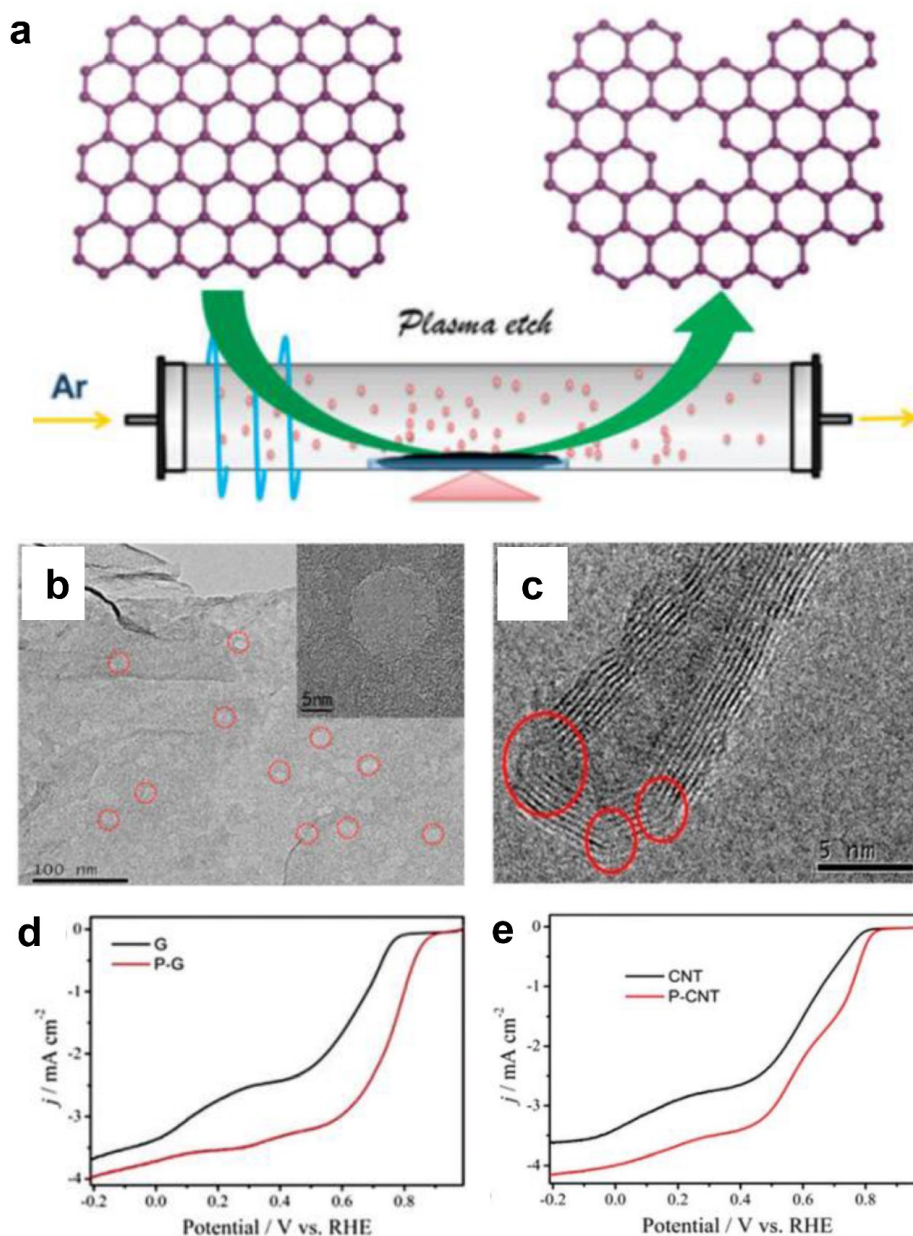 a
Plasma etch
Ar
b
5nm
100 nm
c
5 nm
d
G
P-G
0
-1
-2
-3
-4
j / mA cm⁻²
-0.2 0.0 0.2 0.4 0.6 0.8
Potential / V vs. RHE
e
CNT
P-CNT
0
-1
-2
-3
-4
j / mA cm⁻²
-0.2 0.0 0.2 0.4 0.6 0.8
Potential / V vs. RHE